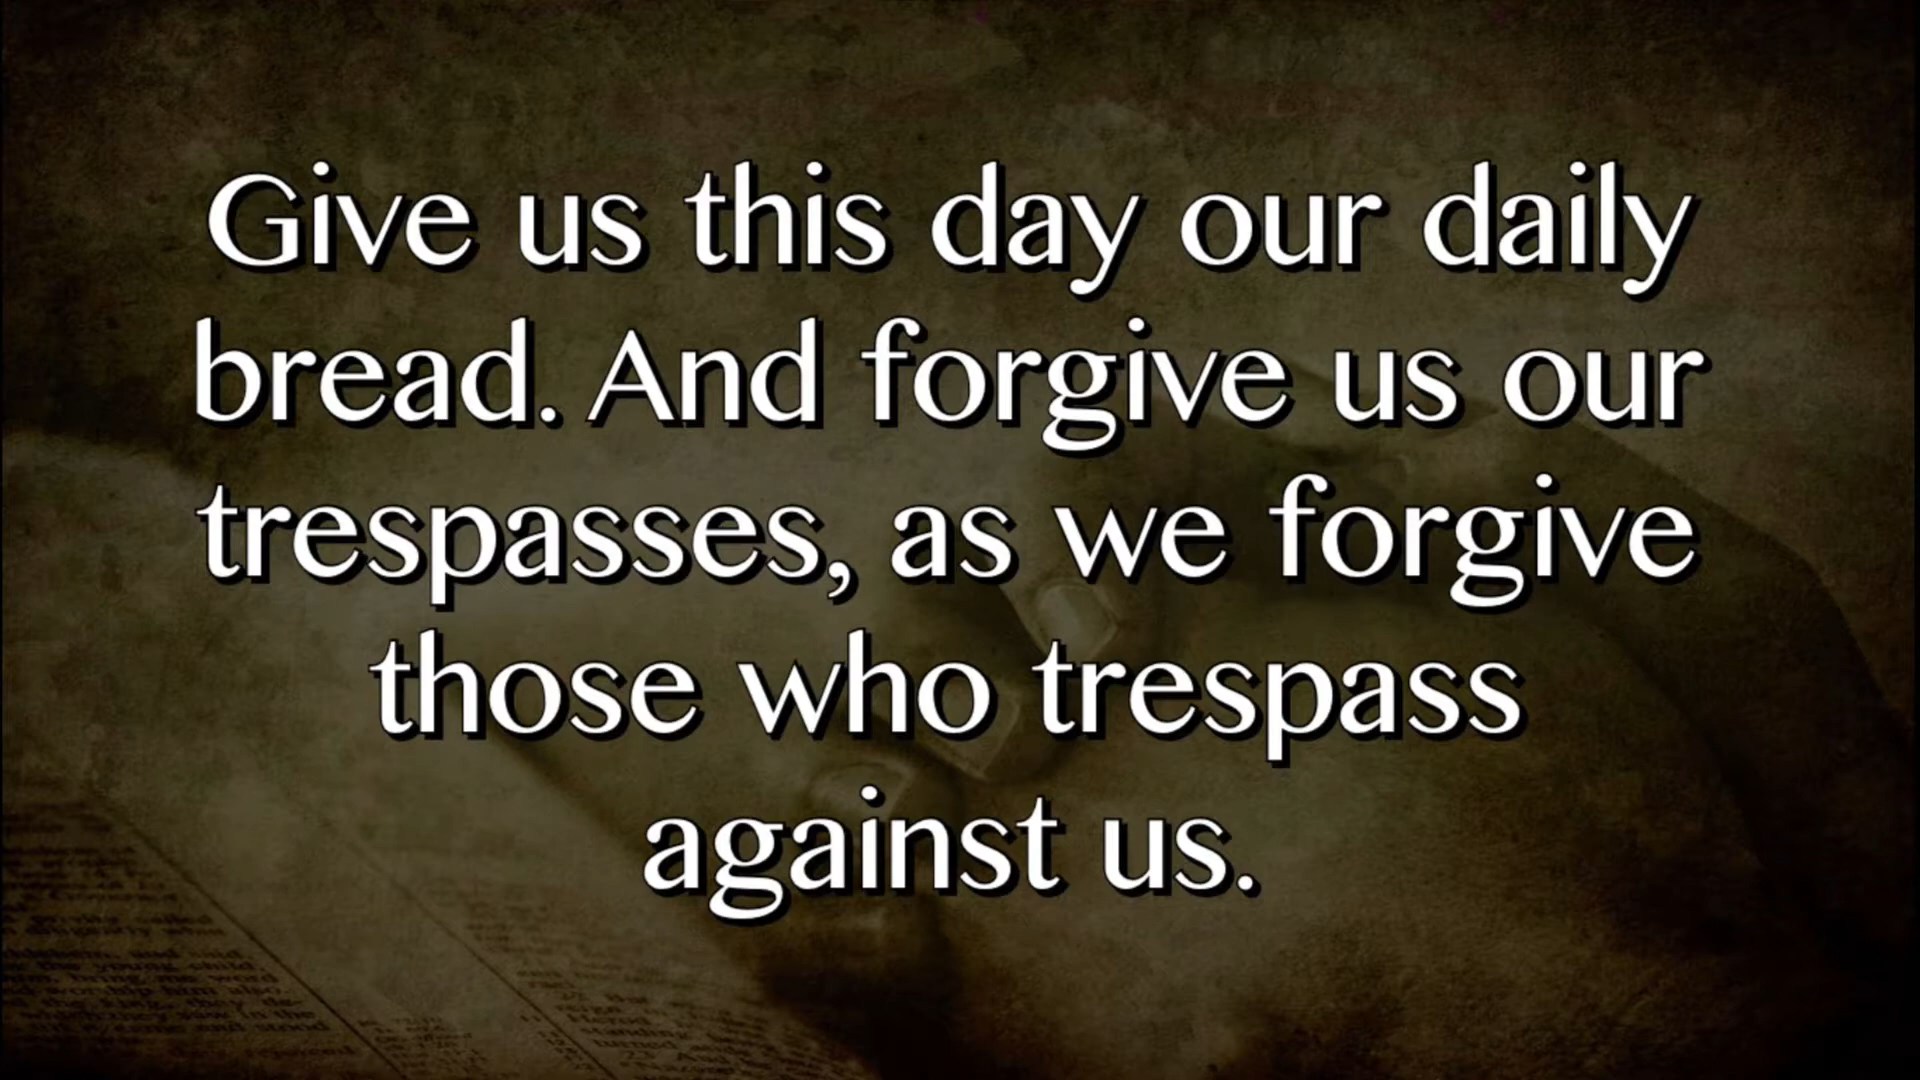 Give us this day our daily
bread. And forgive us our
trespasses, as we forgive
those who trespass
against us.